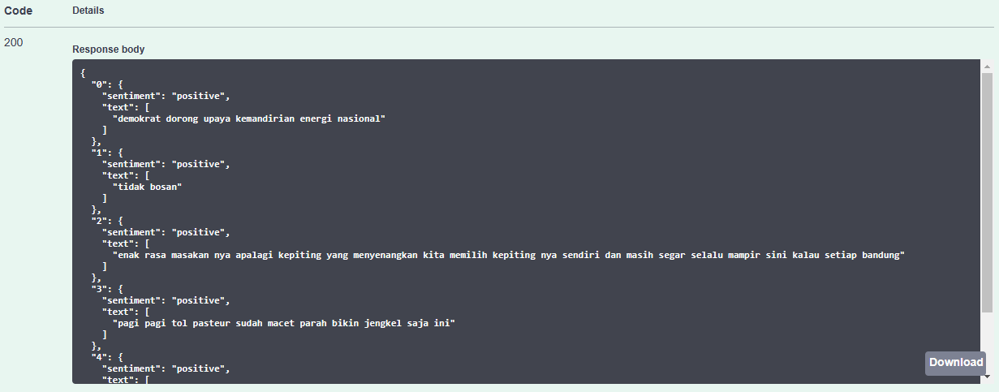 Code Details
200
Response body
{
  "0": {
    "sentiment": "positive",
    "text": [
      "demokrat dorong upaya kemandirian energi nasional"
    ]
  },
  "1": {
    "sentiment": "positive",
    "text": [
      "tidak bosan"
    ]
  },
  "2": {
    "sentiment": "positive",
    "text": [
      "enak rasa masakan nya apalagi kepiting yang menyenangkan kita memilih kepiting nya sendiri dan masih segar selalu mampir sini kalau setiap bandung"
    ]
  },
  "3": {
    "sentiment": "positive",
    "text": [
      "pagi pagi tol pasteur sudah macet parah bikin jengkel saja ini"
    ]
  },
  "4": {
    "sentiment": "positive",
    "text": [
Download